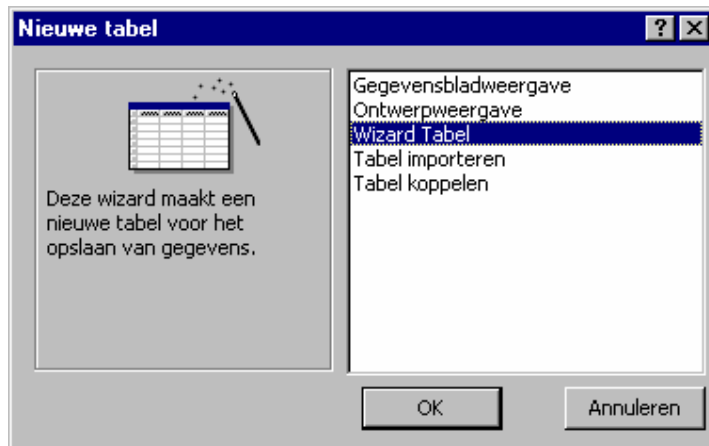 Nieuwe tabel
Deze wizard maakt een
nieuwe tabel voor het
opslaan van gegevens.
Gegevensbladweergave
Ontwerpweergave
Wizard Tabel
Tabel importeren
Tabel koppelen
OK
Annuleren